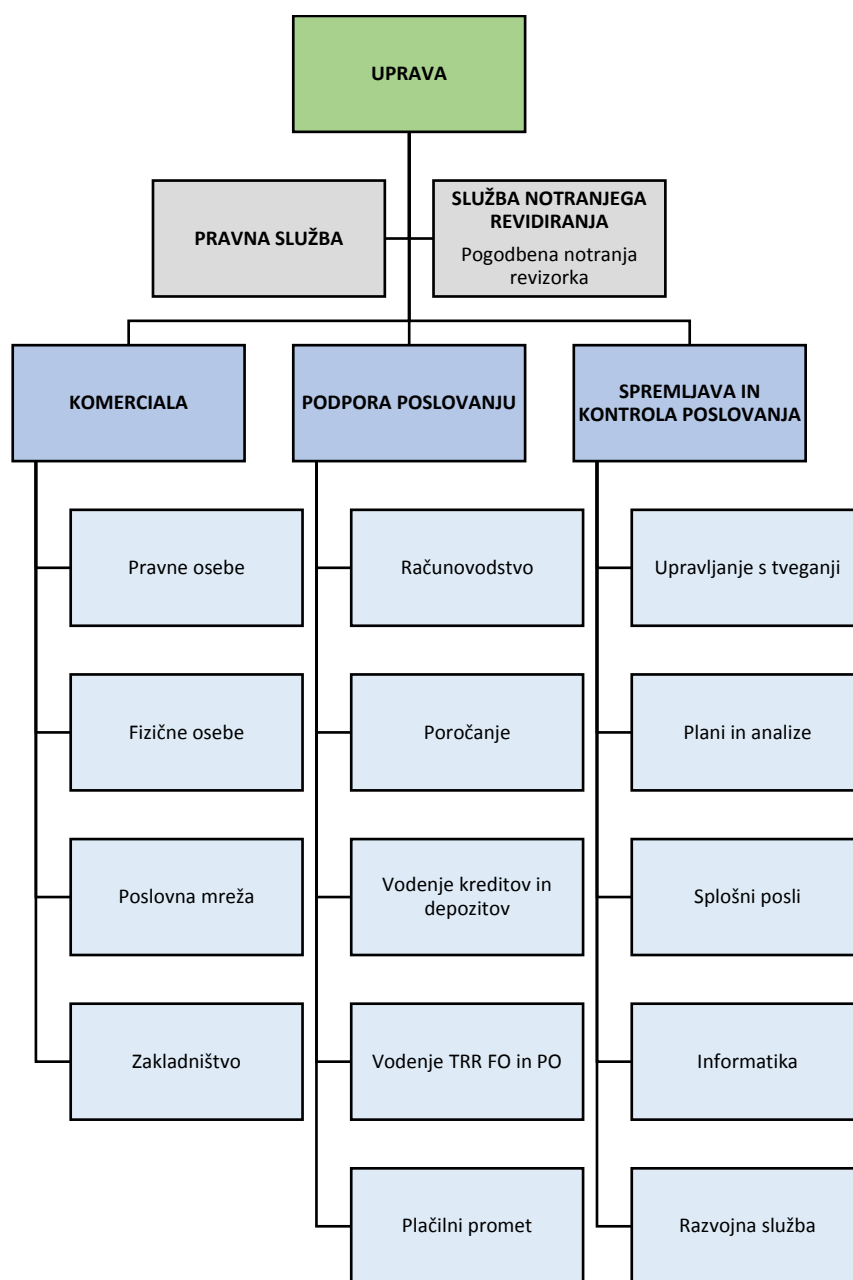 UPRAVA
PRAVNA SLUŽBA
SLUŽBA NOTRANJEGA
REVIDIRANJA
Pogodbena notranja
revizorka
KOMERCIALA
PODPORA POSLOVANJU
SPREMLJAVA IN
KONTROLA POSLOVANJA
Pravne osebe
Računovodstvo
Upravljanje s tveganji
Fizične osebe
Poročanje
Plani in analize
Poslovna mreža
Vodenje kreditov in
depozitov
Splošni posli
Zakladništvo
Vodenje TRR FO in PO
Informatika
Plačilni promet
Razvojna služba